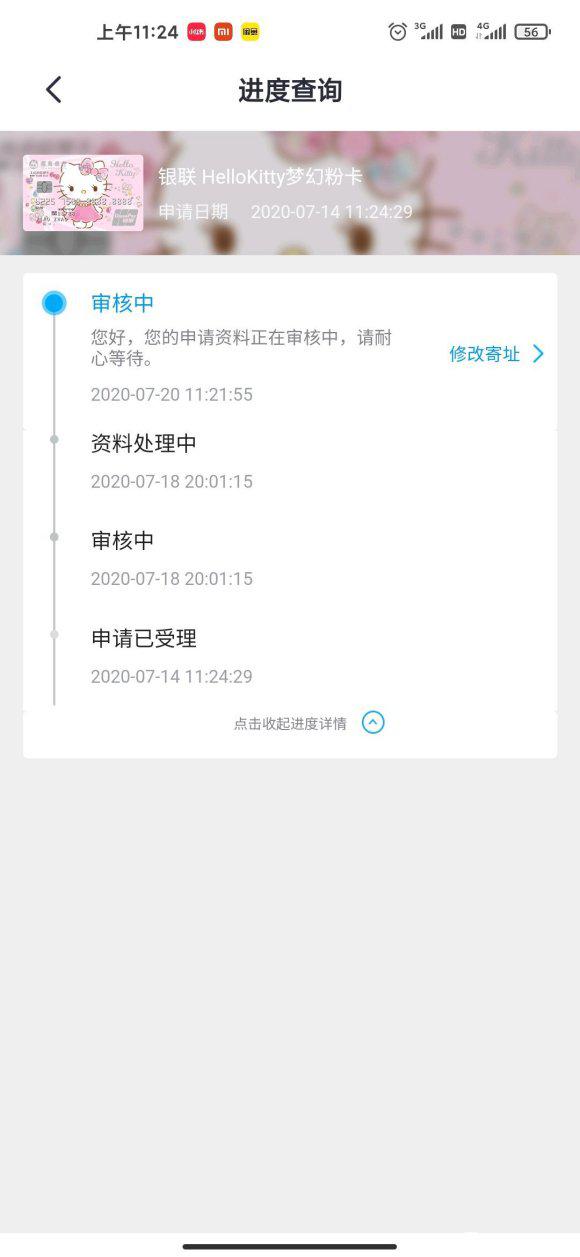 上午11:24
3G
HD
4G
56
进度查询
银联 HelloKitty梦幻粉卡
申请日期 2020-07-14 11:24:29
Hello
Kitty
审核中
您好，您的申请资料正在审核中，请耐
心等待。
修改寄址
2020-07-20 11:21:55
资料处理中
2020-07-18 20:01:15
审核中
2020-07-18 20:01:15
申请已受理
2020-07-14 11:24:29
点击收起进度详情